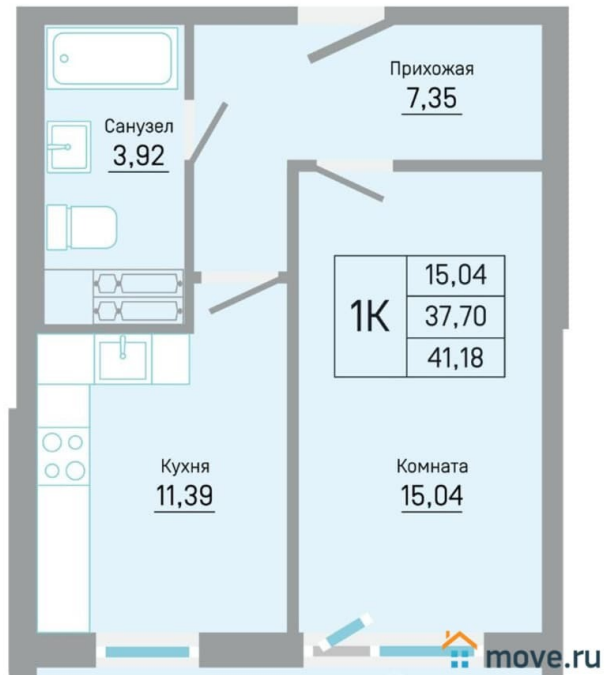 Прихожая
7,35
Санузел
3,92
1К
15,04
37,70
41,18
Кухня
11,39
Комната
15,04
move.ru